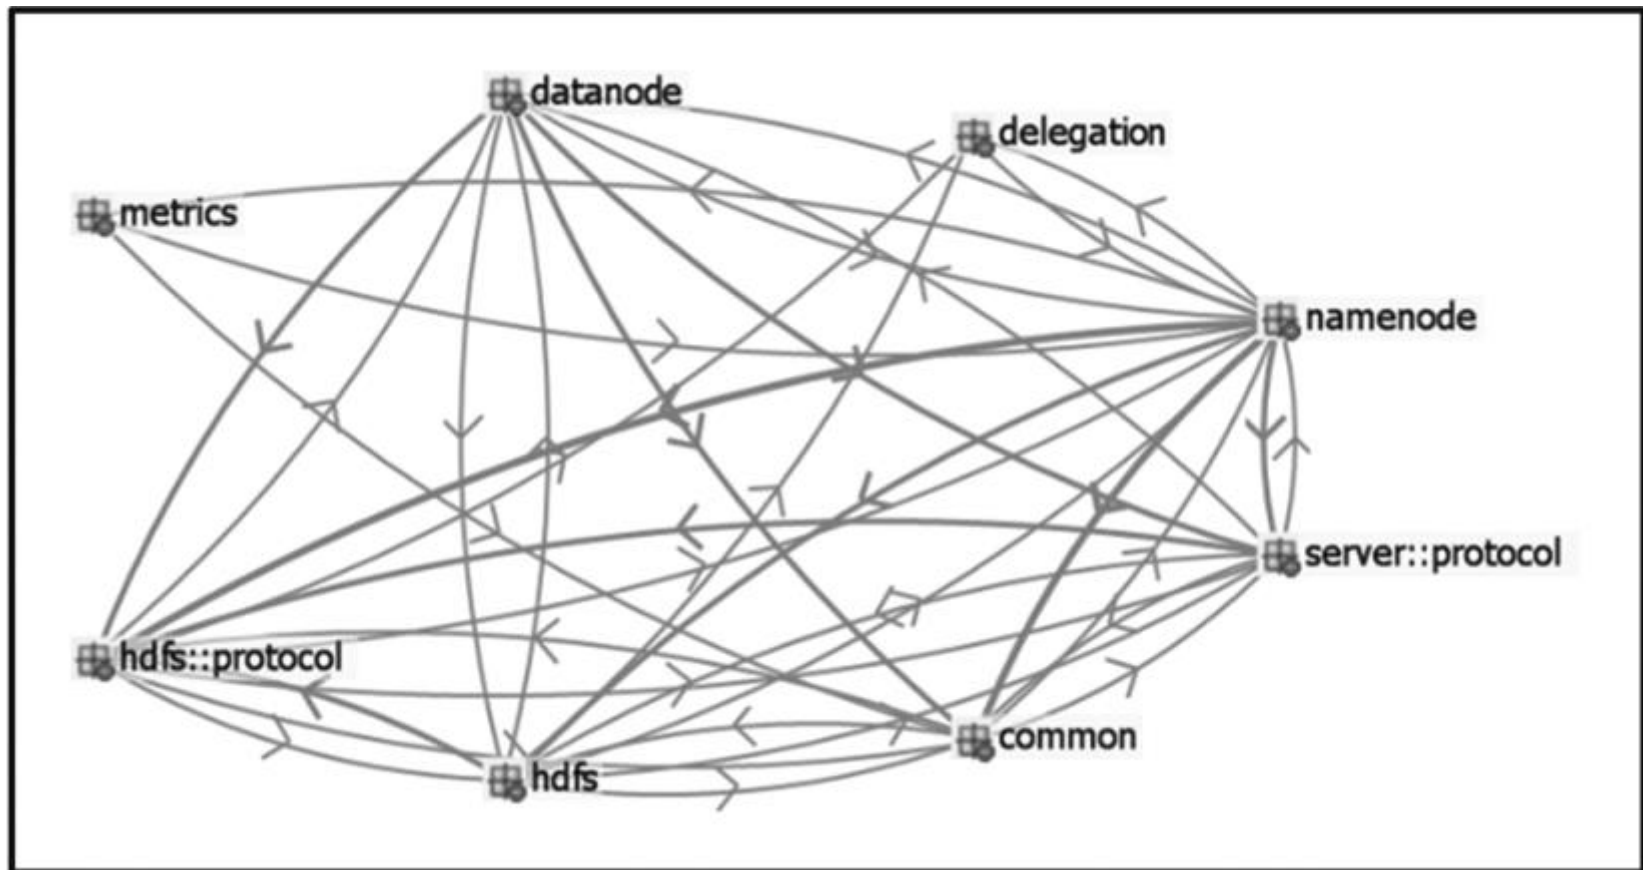 datanode
delegation
metrics
namenode
server::protocol
hdfs::protocol
common
hdfs